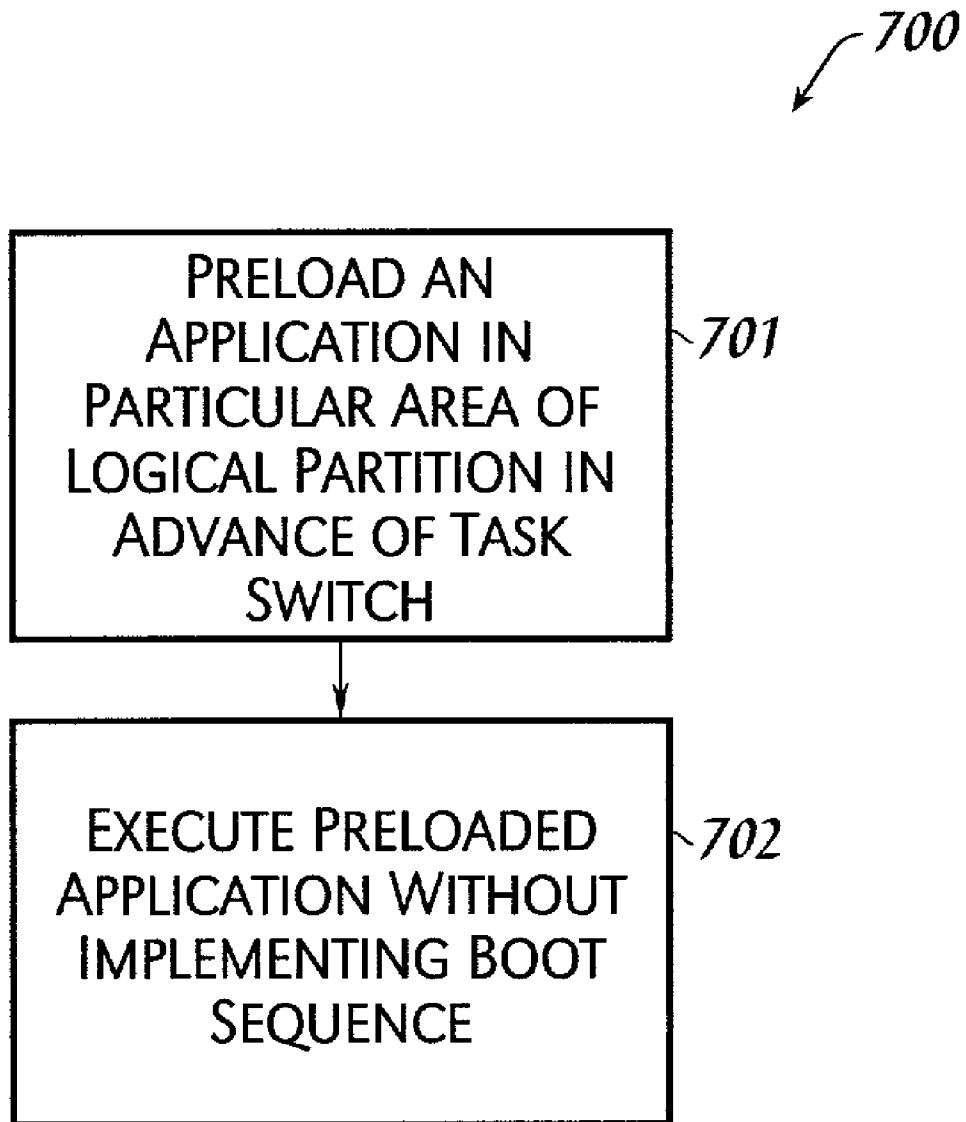 700
PRELOAD AN
APPLICATION IN
PARTICULAR AREA OF
LOGICAL PARTITION IN
ADVANCE OF TASK
SWITCH
701
EXECUTE PRELOADED
APPLICATION WITHOUT
IMPLEMENTING BOOT
SEQUENCE
702